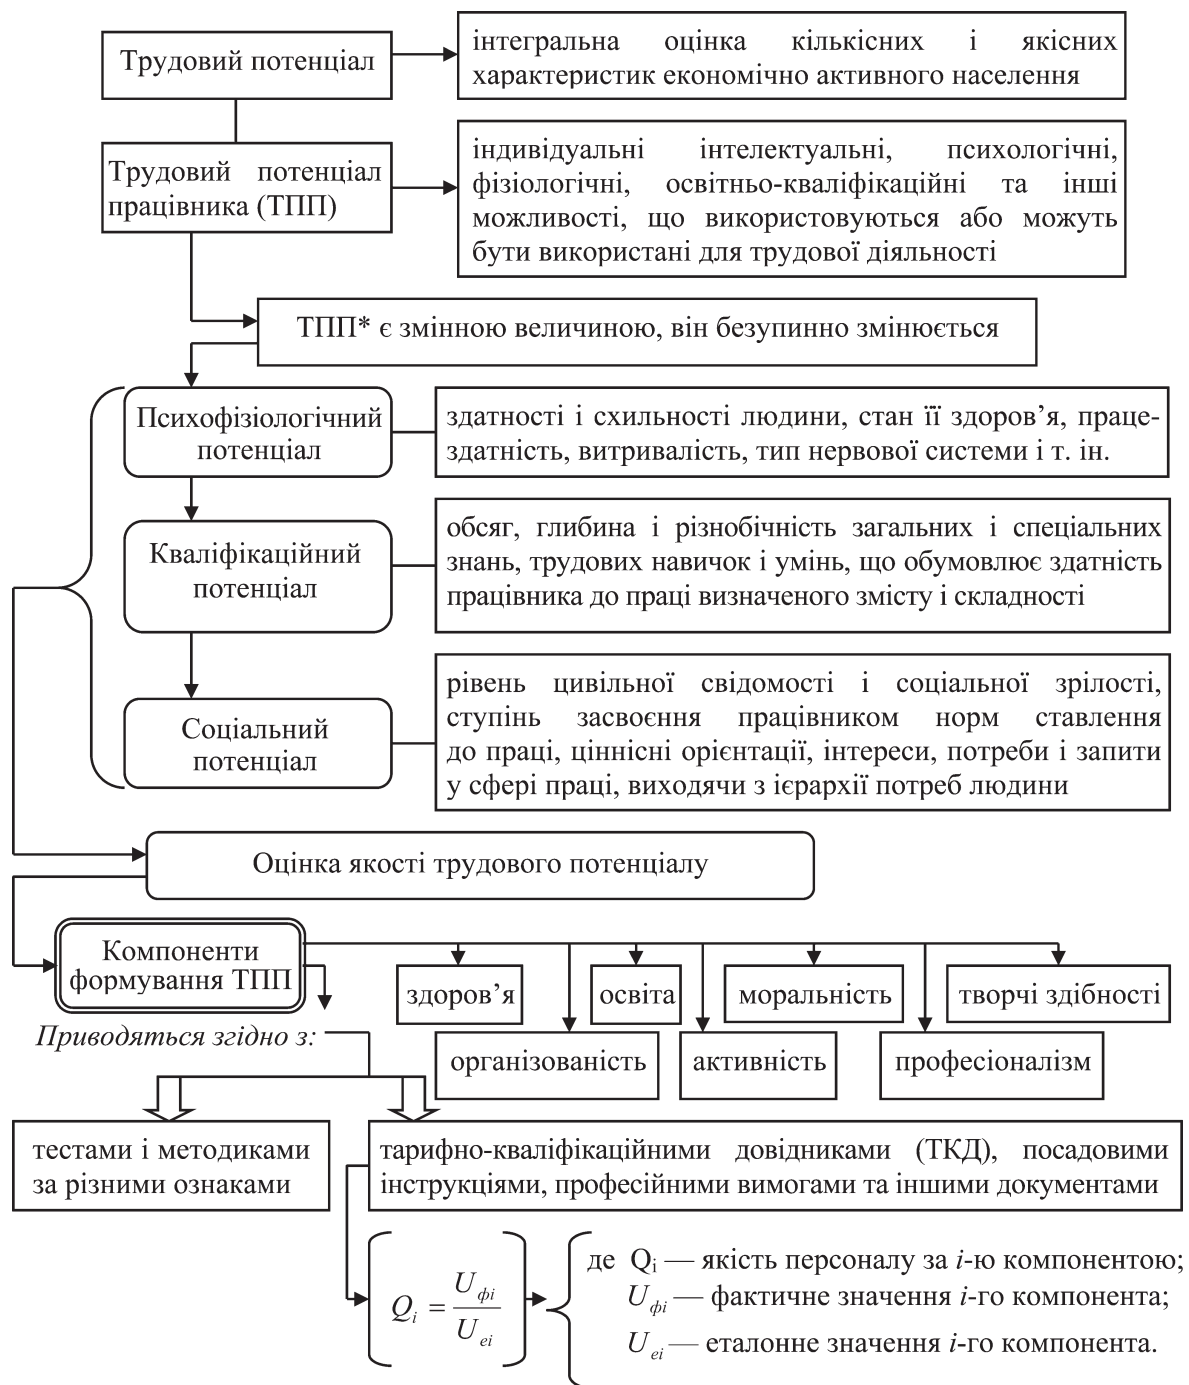 Трудовий потенціал
інтегральна оцінка кількісних і якісних
характеристик економічно активного населення
Трудовий потенціал
працівника (ТПП)
індивідуальні інтелектуальні, психологічні,
фізіологічні, освітньо-кваліфікаційні та інші
можливості, що використовуються або можуть
бути використані для трудової діяльності
ТПП* є змінною величиною, він безупинно змінюється
Психофізіологічний
потенціал
здатності і схильності людини, стан її здоров’я, праце-
здатність, витривалість, тип нервової системи і т. ін.
Кваліфікаційний
потенціал
обсяг, глибина і різнобічність загальних і спеціальних
знань, трудових навичок і умінь, що обумовлює здатність
працівника до праці визначеного змісту і складності
Соціальний
потенціал
рівень цивільної свідомості і соціальної зрілості,
ступінь засвоєння працівником норм ставлення
до праці, ціннісні орієнтації, інтереси, потреби і запити
у сфері праці, виходячи з ієрархії потреб людини
Оцінка якості трудового потенціалу
Компоненти
формування ТПП
здоров’я
освіта
моральність
творчі здібності
організованість
активність
професіоналізм
Приводяться згідно з:
тестами і методиками
за різними ознаками
тарифно-кваліфікаційними довідниками (ТКД), посадовими
інструкціями, професійними вимогами та іншими документами
Q_i = U_фі / U_еі
де Q_i — якість персоналу за і-ю компонентою;
U_фі — фактичне значення і-го компонента;
U_еі — еталонне значення і-го компонента.